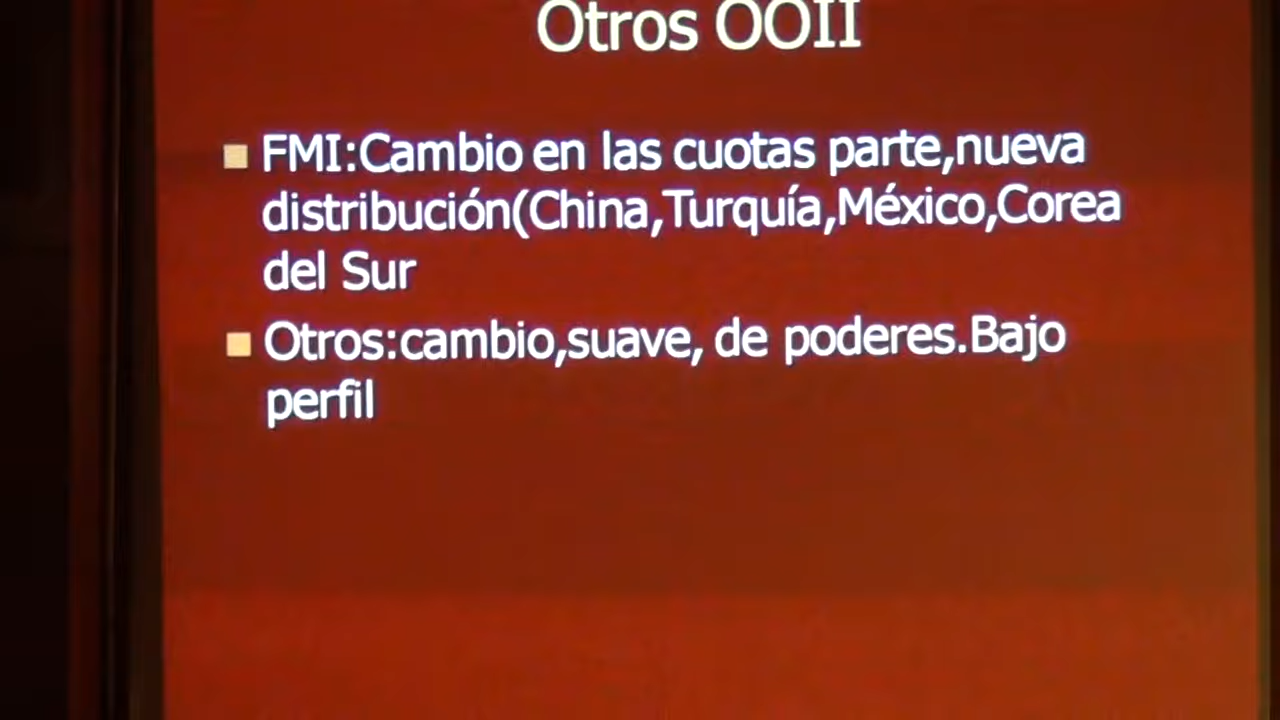 Otros OOII
FMI:Cambio en las cuotas parte,nueva
distribución(China,Turquía,México,Corea
del Sur
Otros:cambio,suave, de poderes.Bajo
perfil